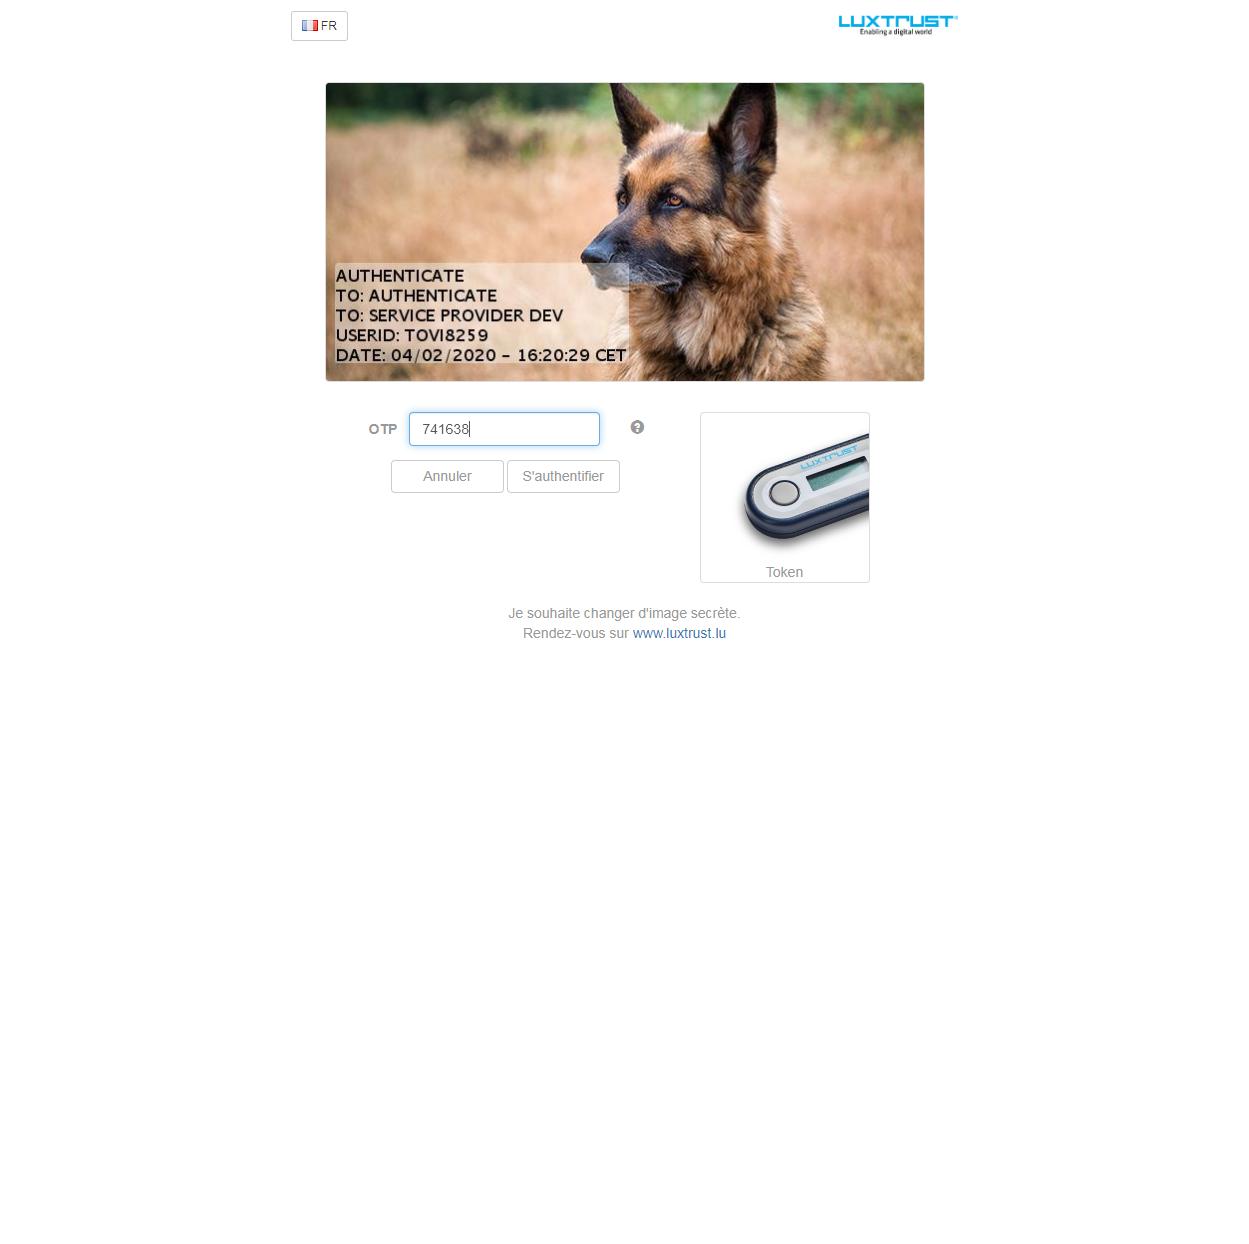 FR
LUXTRUST
Enabling a digital world
AUTHENTICATE
TO: AUTHENTICATE
TO: SERVICE PROVIDER DEV
USERID: TOVI8259
DATE: 04/02/2020 - 16:20:29 CET
OTP
741638
Annuler
S'authentifier
LUXTRUST
Token
Je souhaite changer d'image secrète.
Rendez-vous sur www.luxtrust.lu